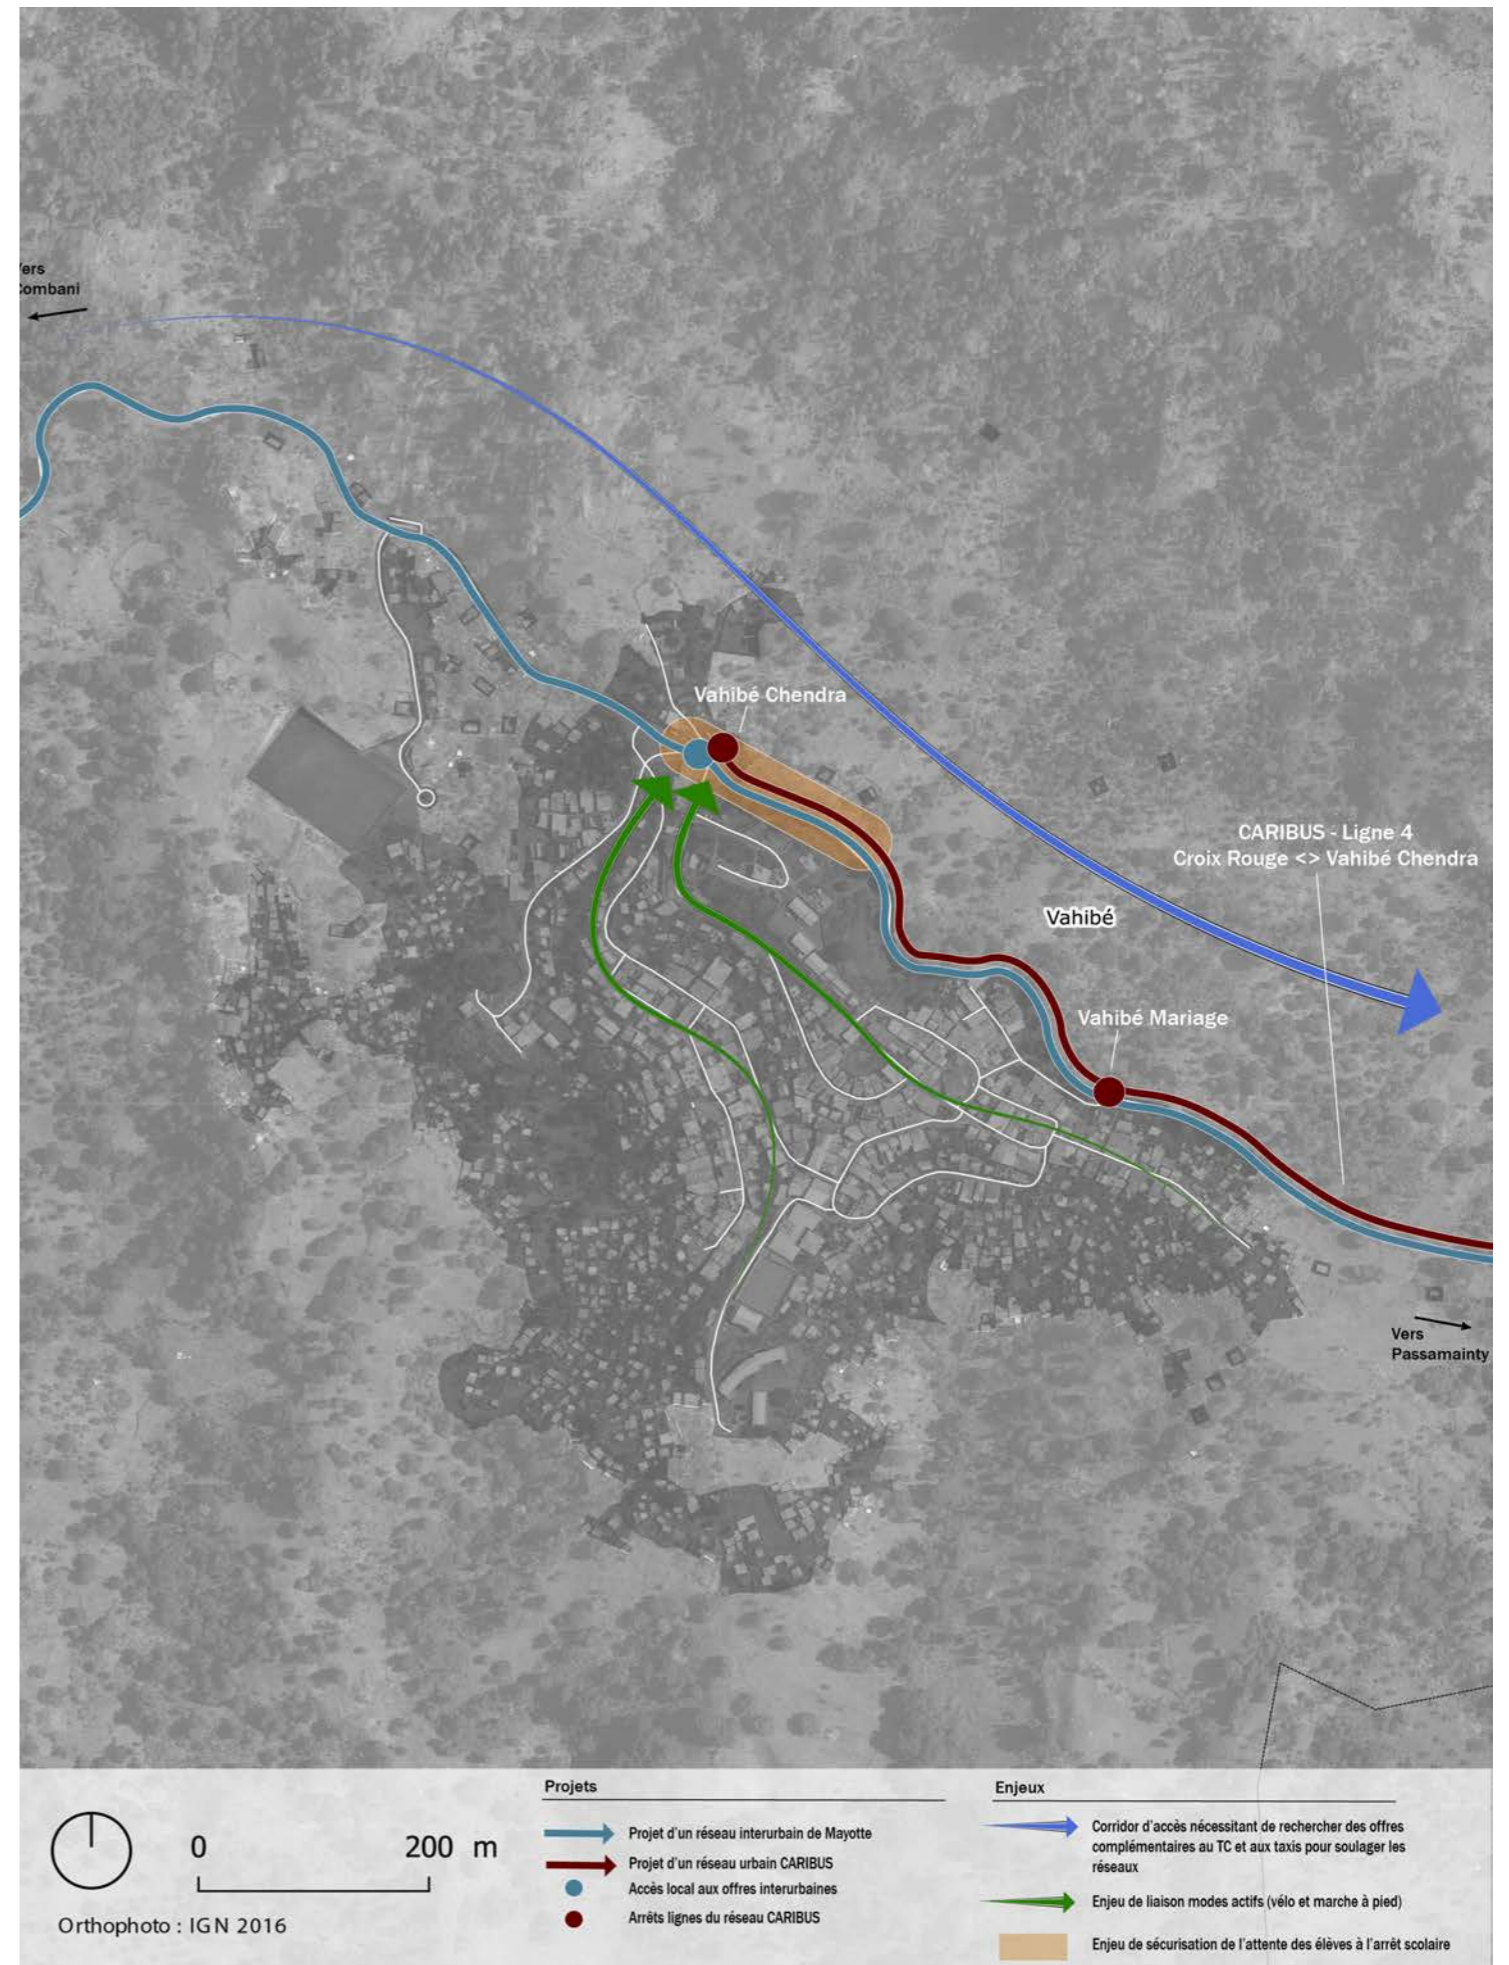 ers
Combani
Vahibé Chendra
CARIBUS - Ligne 4
Croix Rouge <> Vahibé Chendra
Vahibé
Vahibé Mariage
Vers
Passamainty
0 200 m
Orthophoto : IGN 2016
Projets
Projet d'un réseau interurbain de Mayotte
Projet d'un réseau urbain CARIBUS
Accès local aux offres interurbaines
Arrêts lignes du réseau CARIBUS
Enjeux
Corridor d'accès nécessitant de rechercher des offres
complémentaires au TC et aux taxis pour soulager les
réseaux
Enjeu de liaison modes actifs (vélo et marche à pied)
Enjeu de sécurisation de l'attente des élèves à l'arrêt scolaire